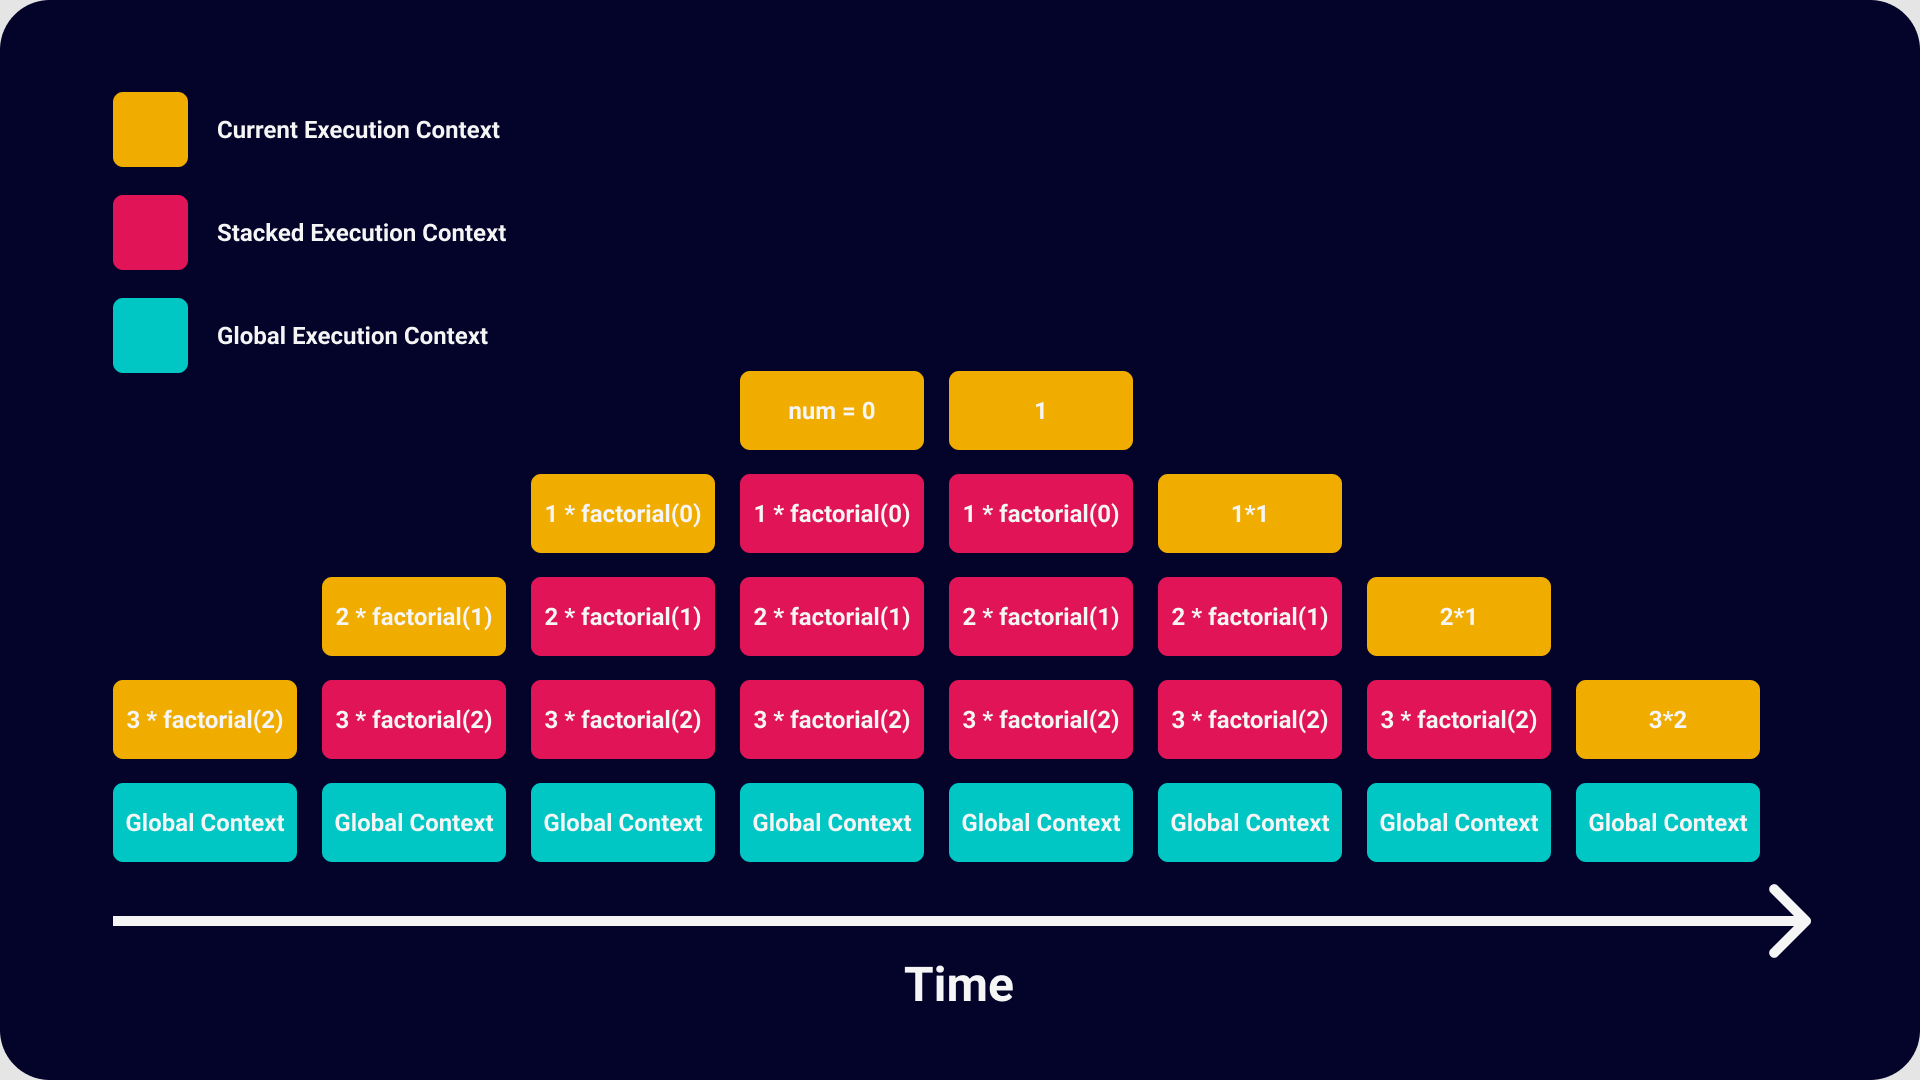 Current Execution Context
Stacked Execution Context
Global Execution Context
num = 0
1
1 * factorial(0)
1 * factorial(0)
1 * factorial(0)
1*1
2 * factorial(1)
2 * factorial(1)
2 * factorial(1)
2 * factorial(1)
2 * factorial(1)
2*1
3 * factorial(2)
3 * factorial(2)
3 * factorial(2)
3 * factorial(2)
3 * factorial(2)
3 * factorial(2)
3 * factorial(2)
3*2
Global Context
Global Context
Global Context
Global Context
Global Context
Global Context
Global Context
Global Context
Time